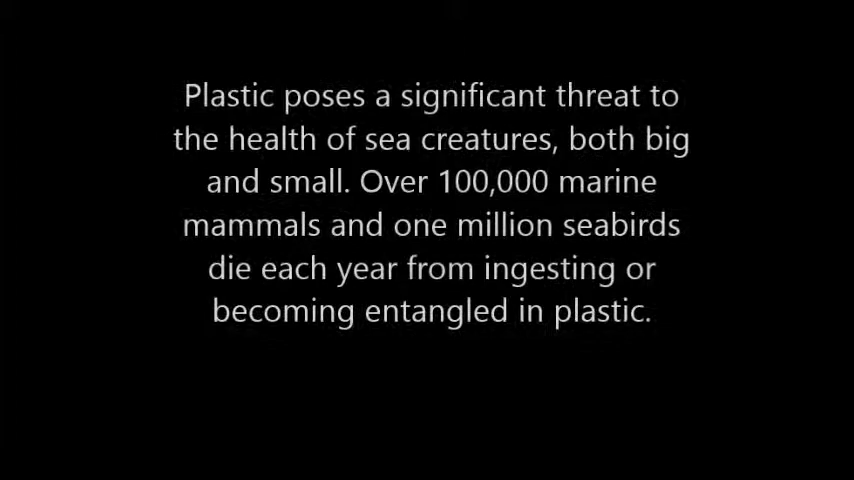 Plastic poses a significant threat to
the health of sea creatures, both big
and small. Over 100,000 marine
mammals and one million seabirds
die each year from ingesting or
becoming entangled in plastic.